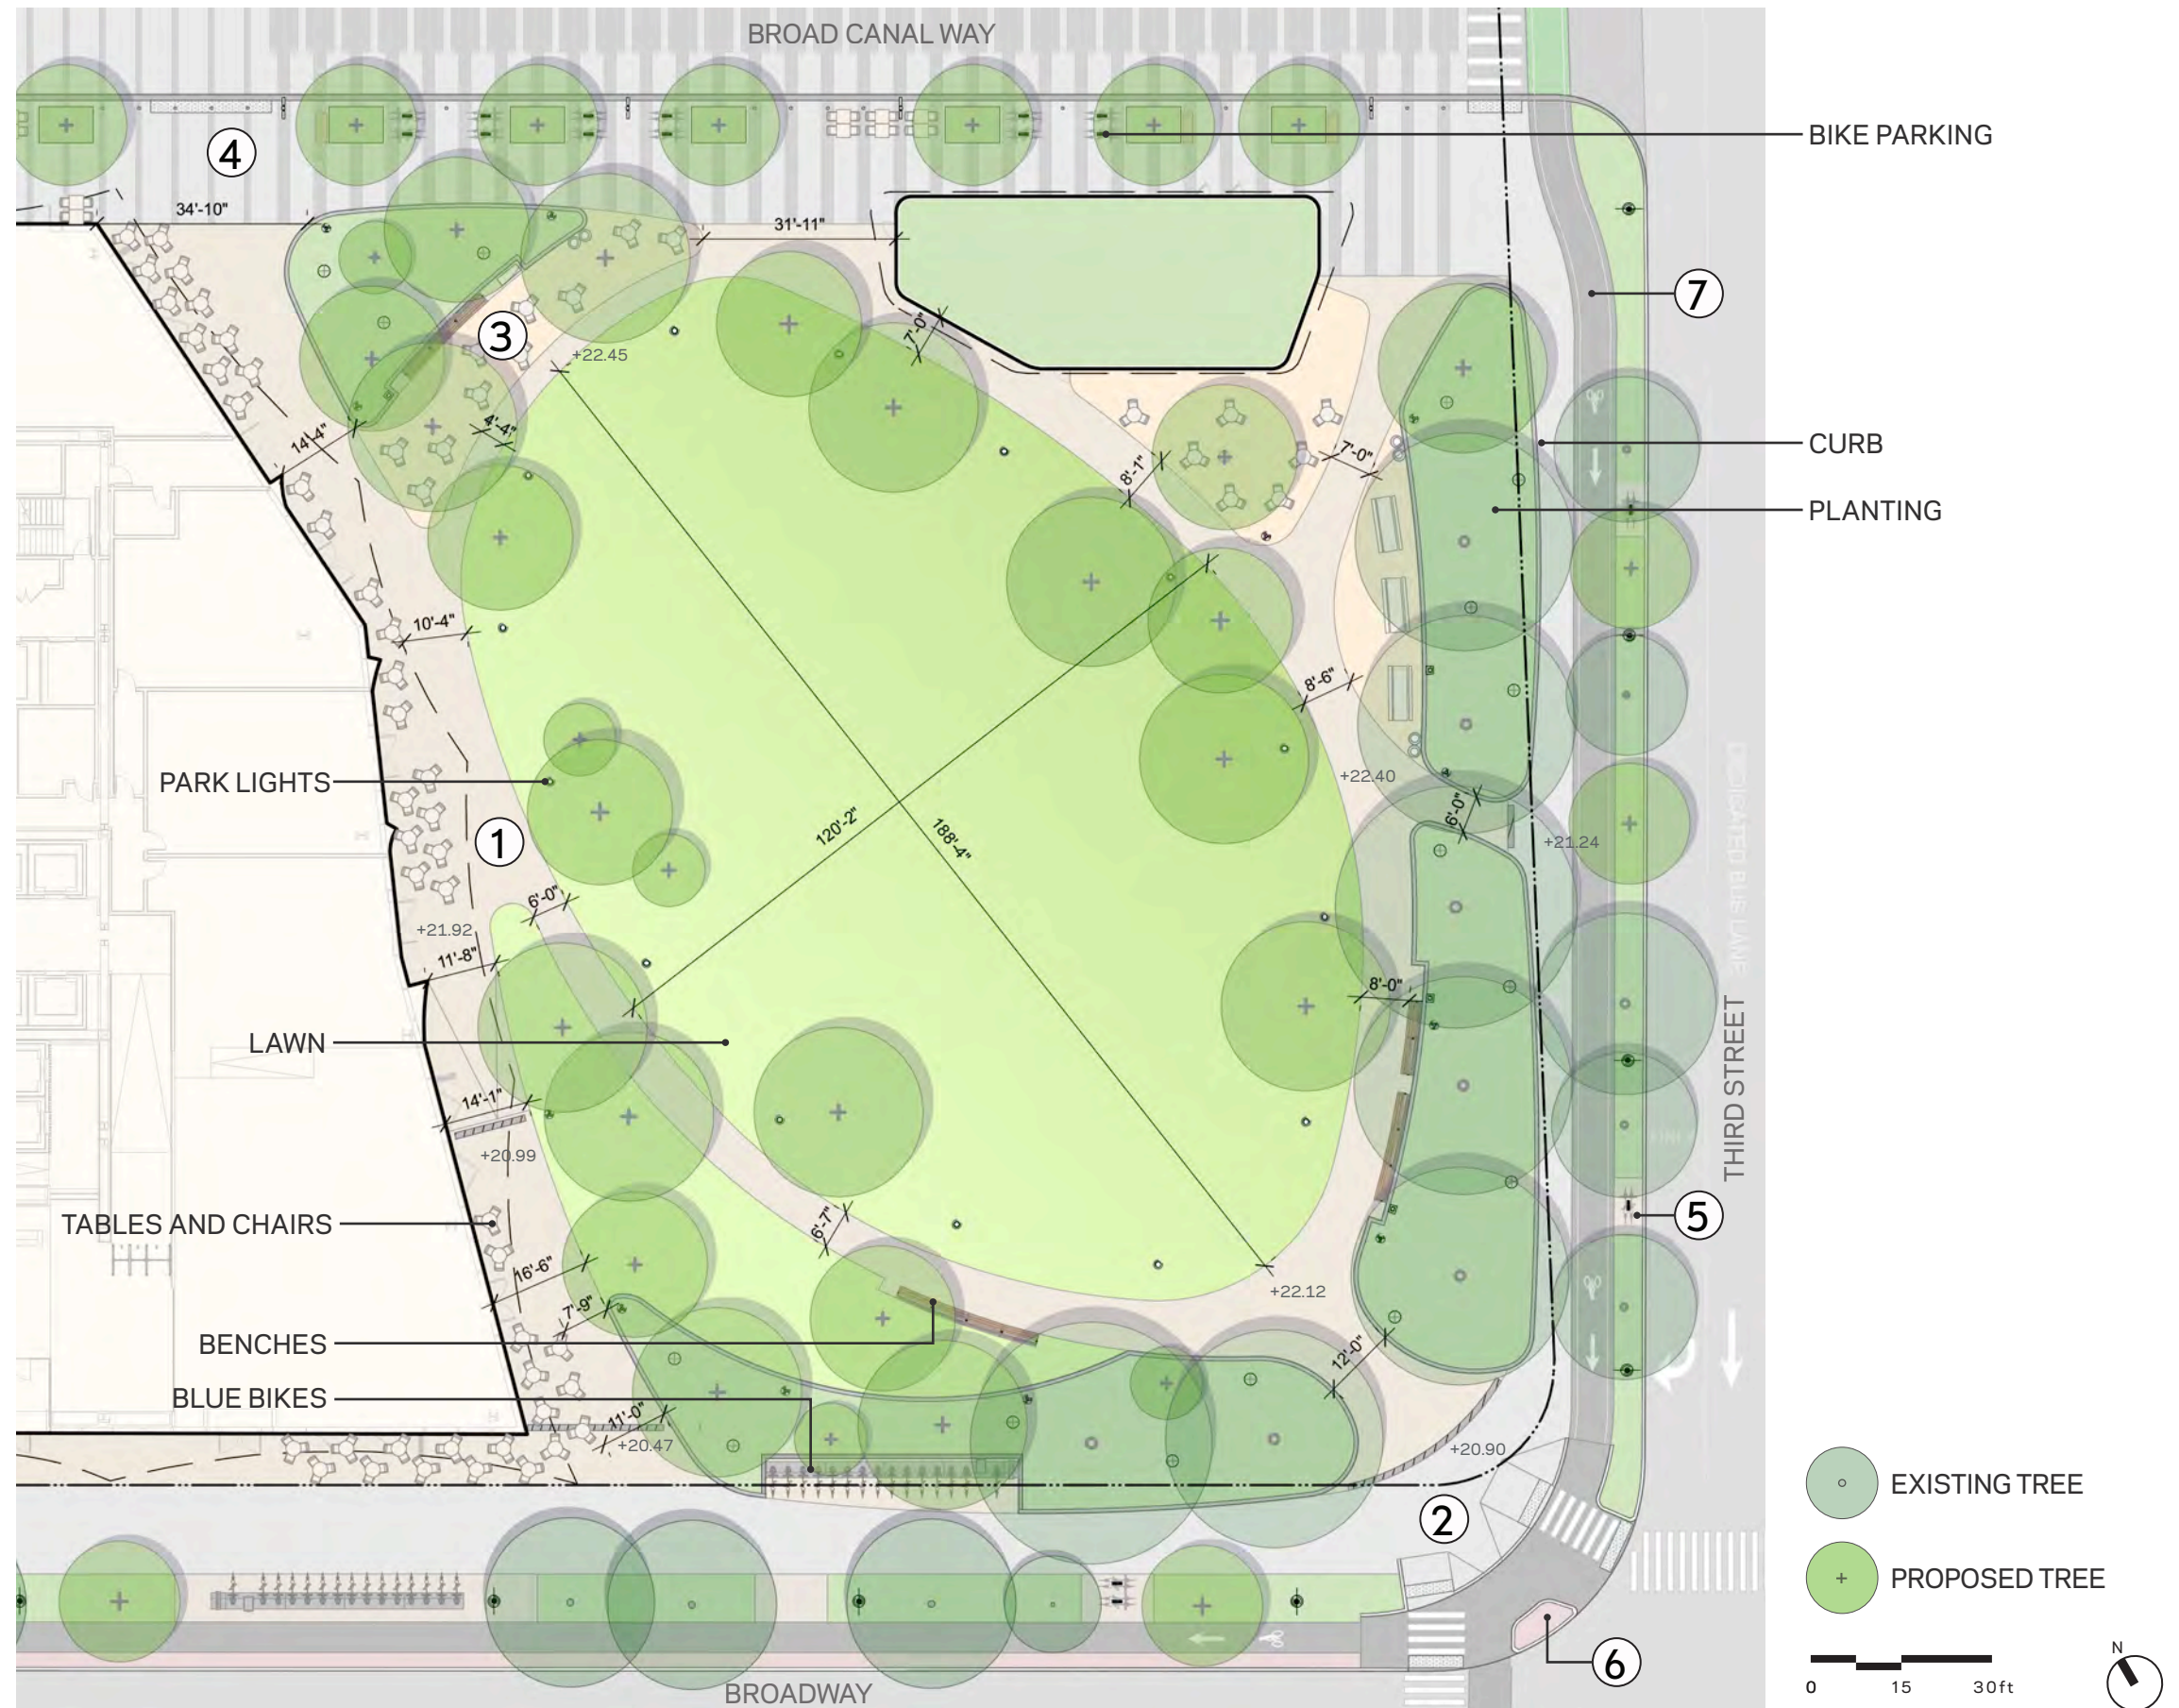 BROAD CANAL WAY
BIKE PARKING
4
34'-10"
31'-11"
7
3
7'-0"
+22.45
14'-4"
4'-4"
CURB
8'-1"
7'-0"
PLANTING
10'-4"
8'-6"
PARK LIGHTS
+22.40
6'-0"
1
120'-2"
188'-4"
+21.24
DEDICATED BUS LANE
6'-0"
+21.92
11'-8"
8'-0"
LAWN
THIRD STREET
14'-1"
+20.99
TABLES AND CHAIRS
6'-7"
5
16'-6"
7'-9"
+22.12
BENCHES
12'-0"
BLUE BIKES
11'-0"
+20.47
+20.90
2
EXISTING TREE
PROPOSED TREE
6
N
0 15 30ft
BROADWAY